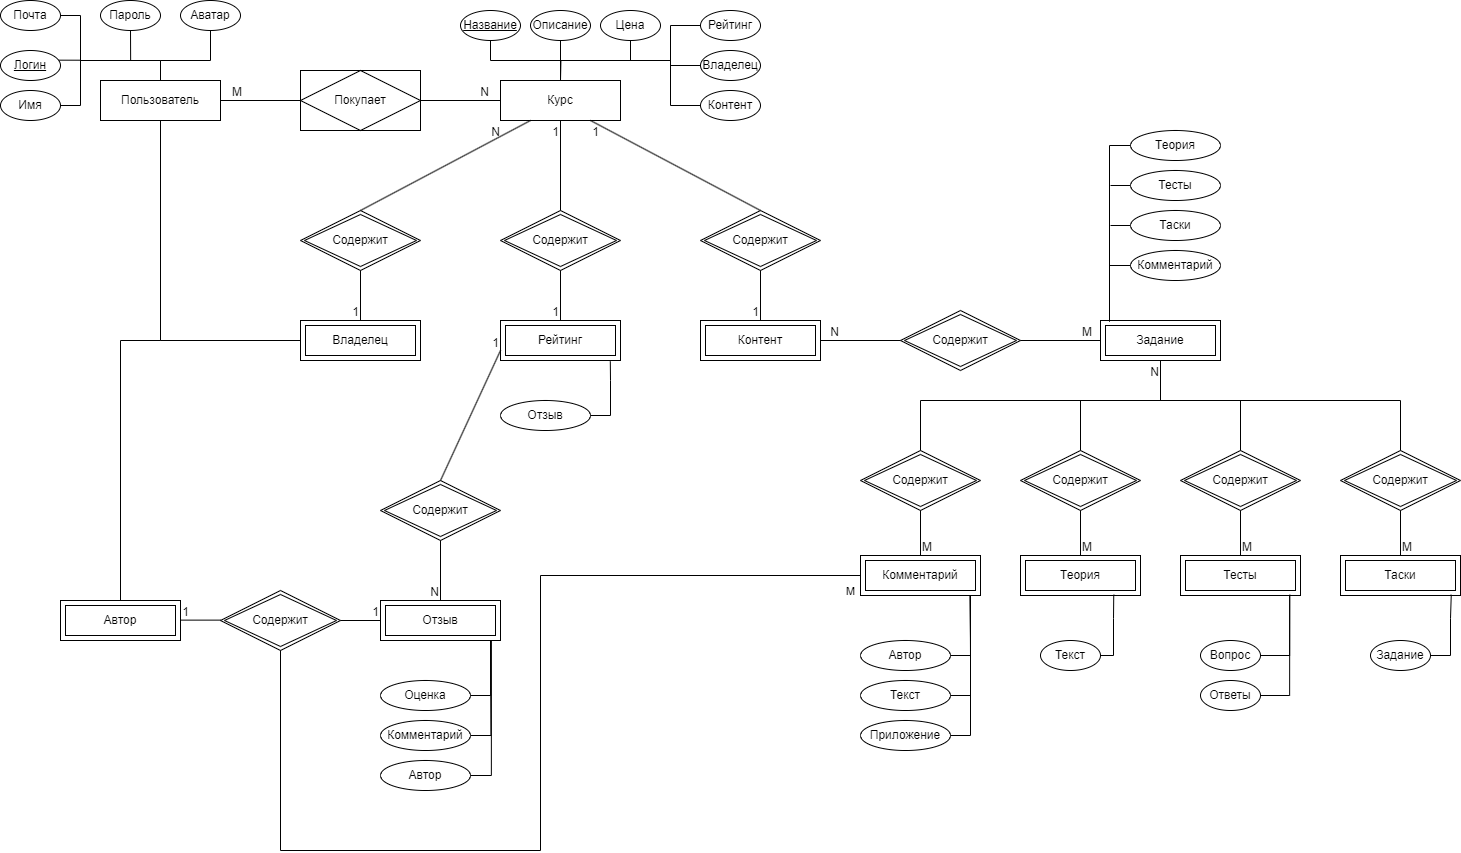 Почта
Пароль
Аватар
Название
Описание
Цена
Рейтинг
Логин
Владелец
Имя
Пользователь
M
Покупает
N
Курс
Контент
N
1
1
Теория
Тесты
Таски
Комментарий
Содержит
Содержит
Содержит
1
1
1
Владелец
1
Рейтинг
Контент
N
Содержит
M
Задание
N
Отзыв
Содержит
Содержит
Содержит
Содержит
Содержит
M
M
M
M
Комментарий
Теория
Тесты
Таски
M
N
Автор
1
Содержит
1
Отзыв
Автор
Текст
Вопрос
Задание
Оценка
Текст
Ответы
Комментарий
Приложение
Автор